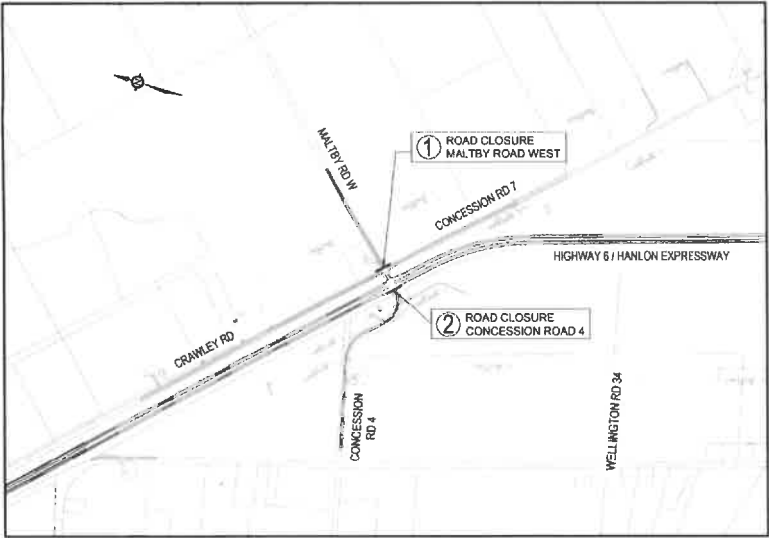 MALTBY RD W
① ROAD CLOSURE
MALTBY ROAD WEST
CONCESSION RD 7
HIGHWAY 6 / HANLON EXPRESSWAY
② ROAD CLOSURE
CONCESSION ROAD 4
CRAWLEY RD
CONCESSION
RD 4
WELLINGTON RD 34